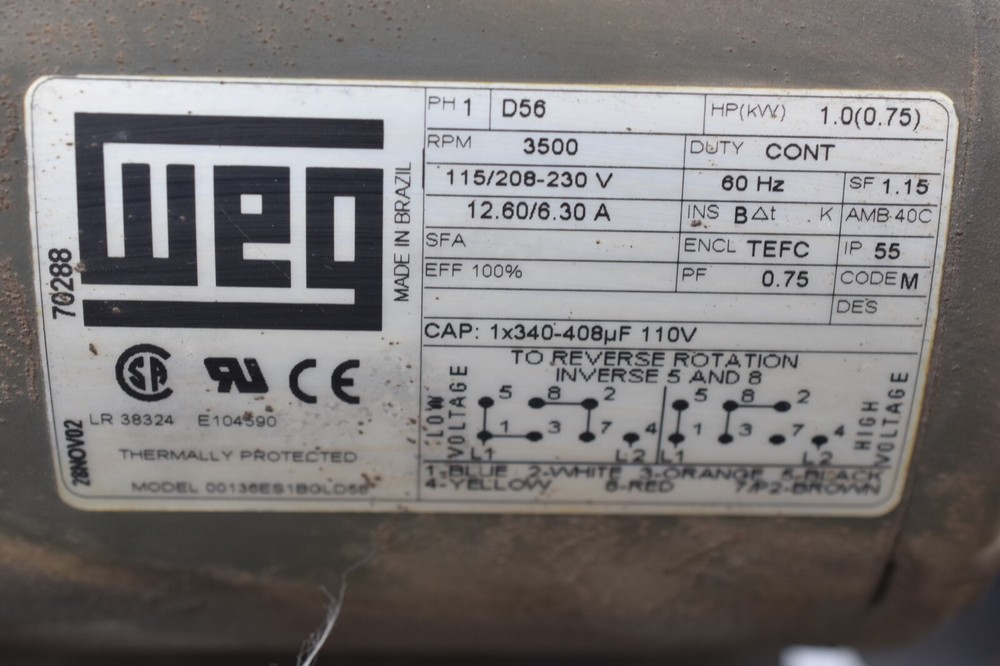 weg
MADE IN BRAZIL
70288
28NOV02
LR 38324 E104590
THERMALLY PROTECTED
MODEL 00136ES1BGLD56
PH 1 D56 HP(kW) 1.0(0.75)
RPM 3500 DUTY CONT
115/208-230 V 60 Hz SF 1.15
12.60/6.30 A INS B Δt K AMB 40C
SFA ENCL TEFC IP 55
EFF 100% PF 0.75 CODE M
DES
CAP: 1x340-408µF 110V
TO REVERSE ROTATION
INVERSE 5 AND 8
LOW VOLTAGE
5 8 2
1 3 7 4
L1 L2
HIGH VOLTAGE
5 8 2
1 3 7 4
L1 L2
1-BLUE 2-WHITE 3-ORANGE 5-BLACK
4-YELLOW 8-RED 7/P2-BROWN